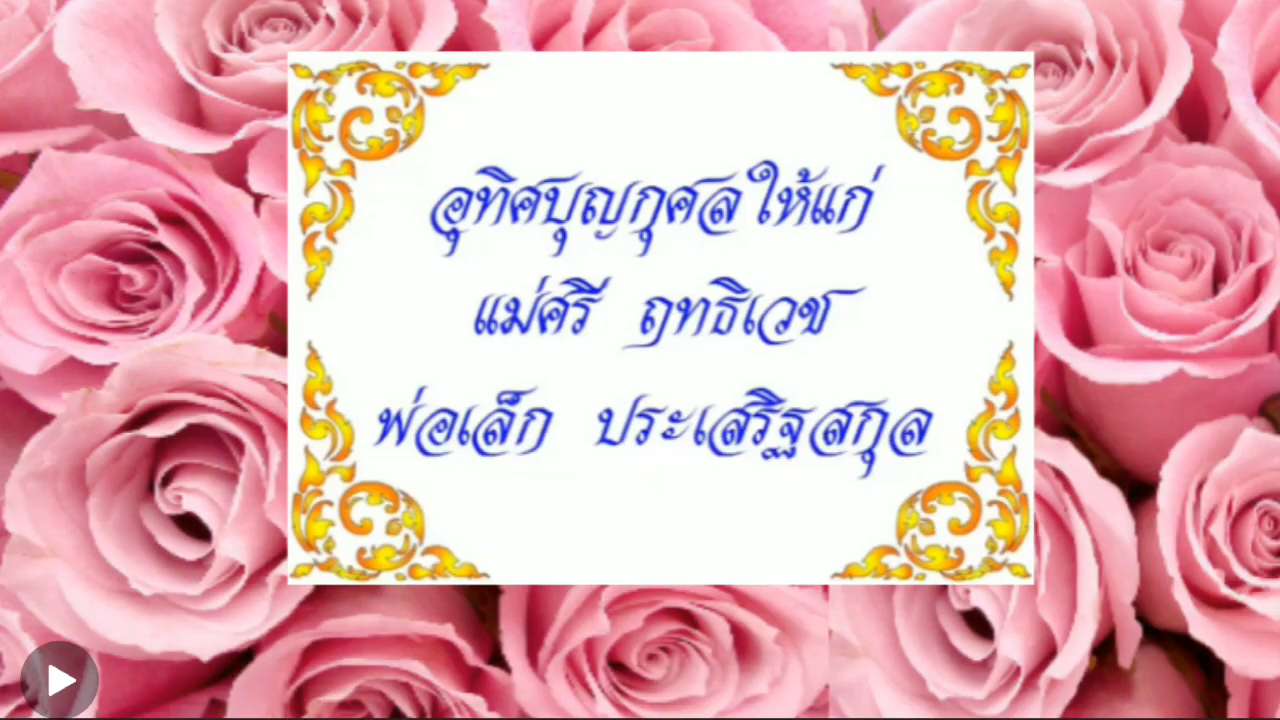 อุทิศบุญกุศลให้แก่
แม่ศรี ฤทธิเวช
พ่อเล็ก ประเสริฐสกุล